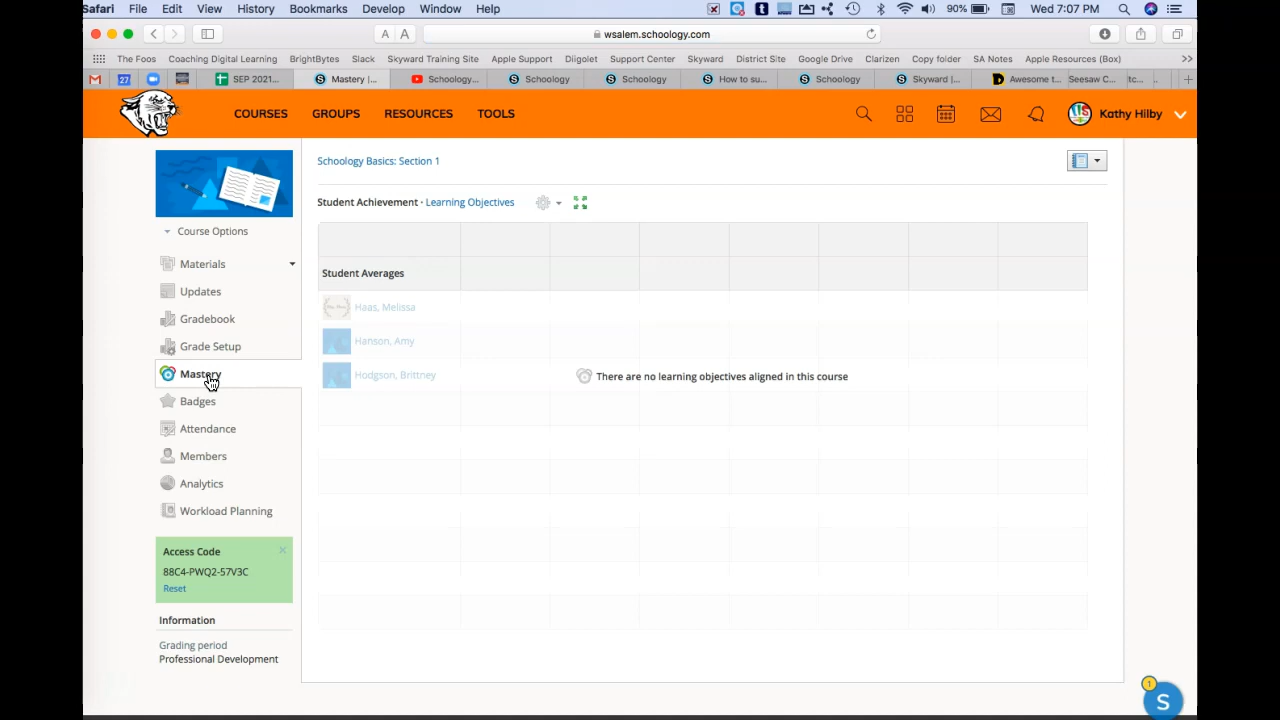 Safari File Edit View History Bookmarks Develop Window Help 90% Wed 7:07 PM
A A wsalem.schoology.com
The Foos Coaching Digital Learning BrightBytes Slack Skyward Training Site Apple Support Diigolet Support Center Skyward District Site Google Drive Clarizen Copy folder SA Notes Apple Resources (Box)
27 SEP 2021... Mastery |... Schoology... Schoology Schoology How to su... Schoology Skyward |... Awesome t... Seesaw C... tc...
COURSES GROUPS RESOURCES TOOLS Kathy Hilby
Schoology Basics: Section 1
Student Achievement · Learning Objectives
Course Options
Materials
Updates
Gradebook
Grade Setup
Mastery
Badges
Attendance
Members
Analytics
Workload Planning
Access Code
88C4-PWQ2-57V3C
Reset
Information
Grading period
Professional Development
Student Averages
Haas, Melissa
Hanson, Amy
Hodgson, Brittney
There are no learning objectives aligned in this course
1
S